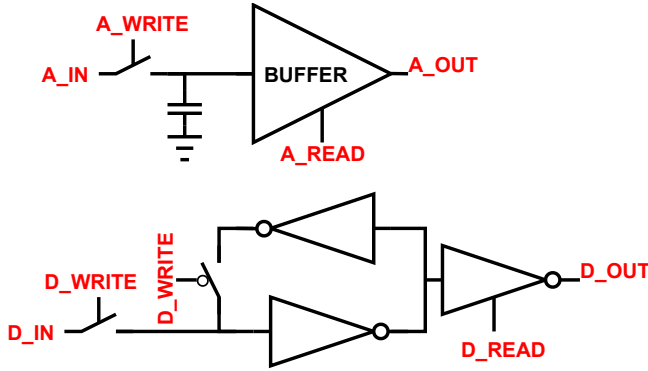 A_WRITE
A_IN
BUFFER
A_OUT
A_READ
D_WRITE
D_WRITE
D_IN
D_OUT
D_READ